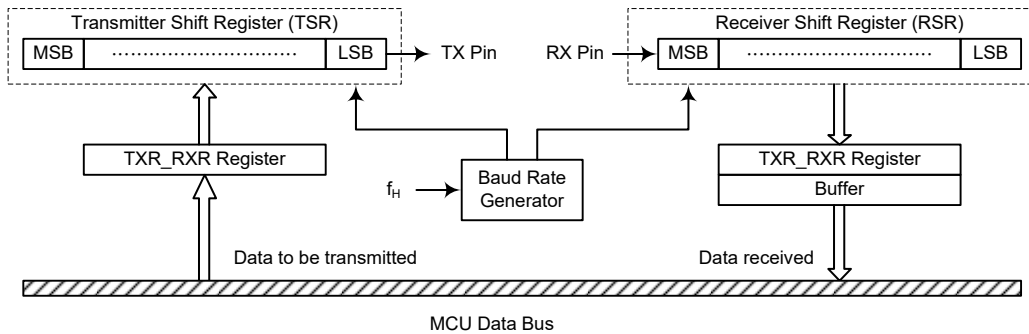 Transmitter Shift Register (TSR)
Receiver Shift Register (RSR)
MSB ........................................ LSB
TX Pin
RX Pin
MSB ........................................ LSB
TXR_RXR Register
fH
Baud Rate
Generator
TXR_RXR Register
Buffer
Data to be transmitted
Data received
MCU Data Bus